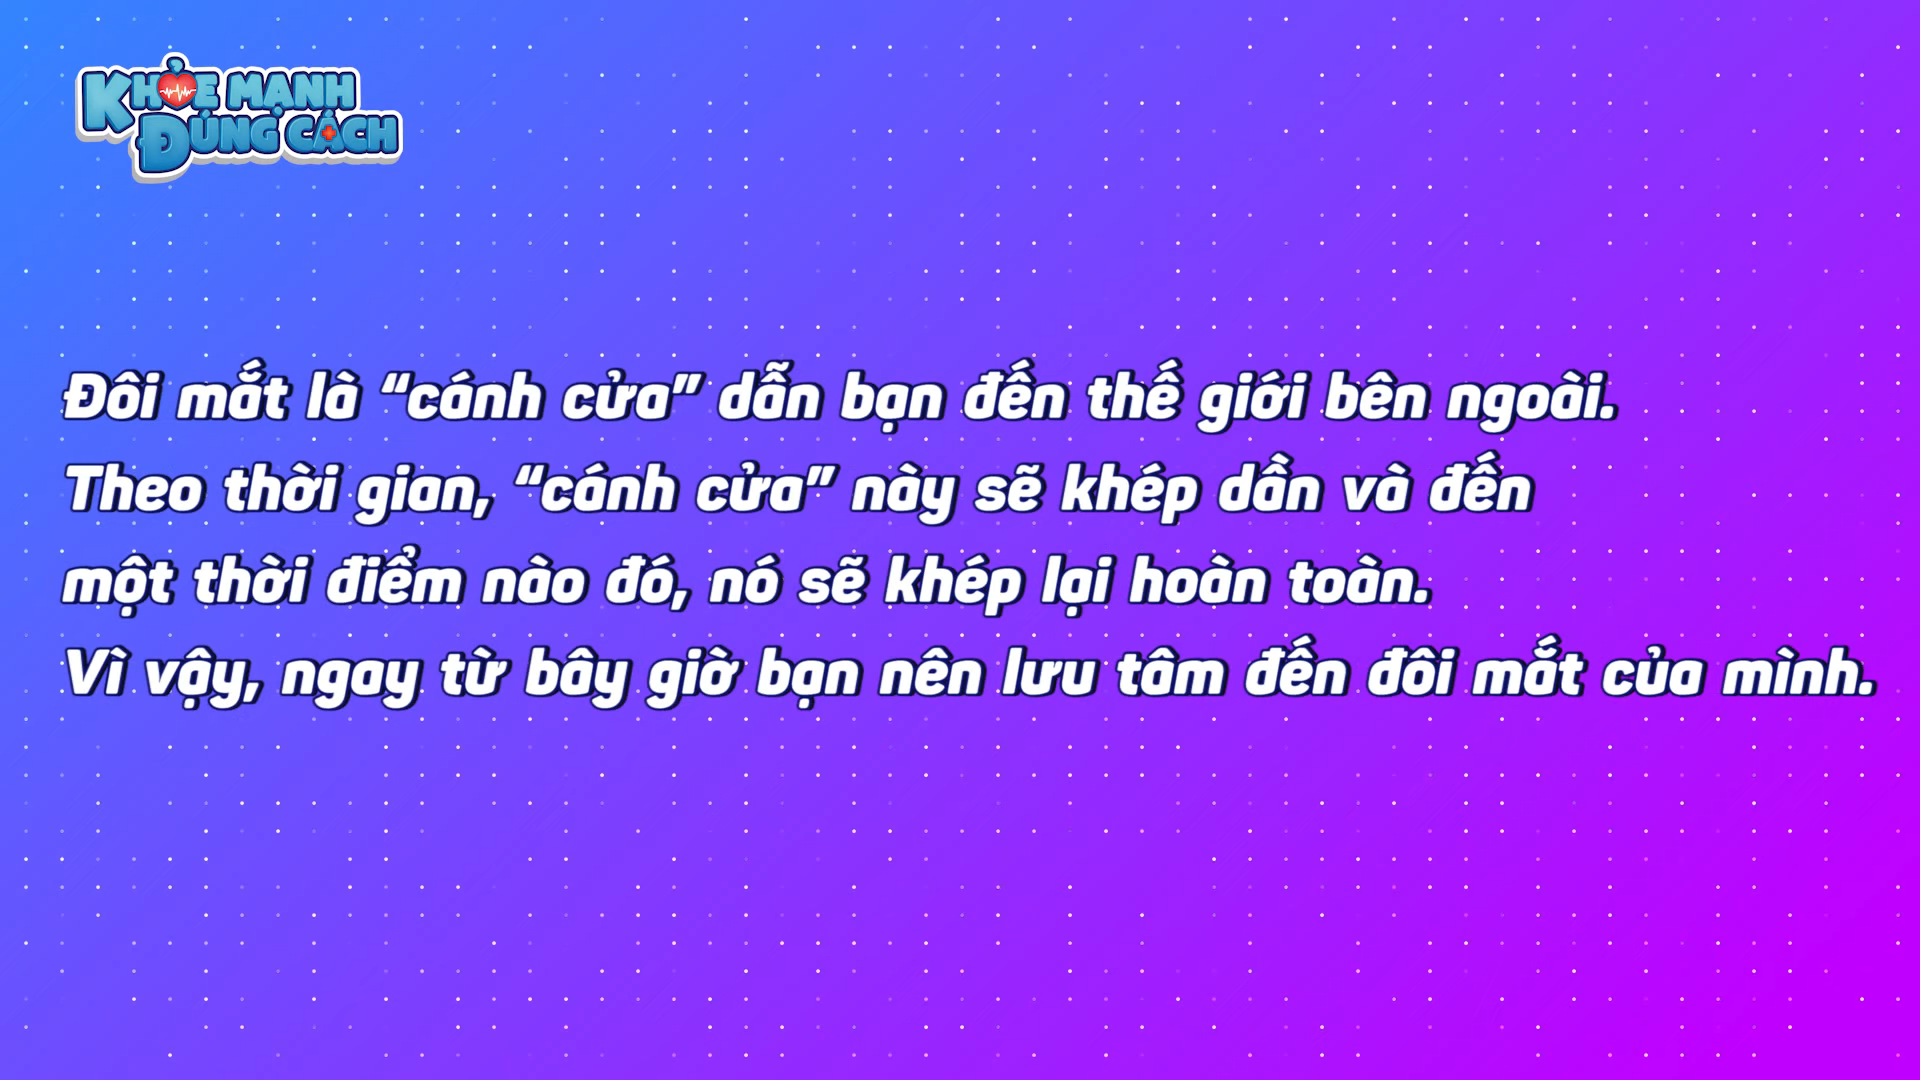 KHỎE MẠNH
ĐÚNG CÁCH
Đôi mắt là “cánh cửa” dẫn bạn đến thế giới bên ngoài.
Theo thời gian, “cánh cửa” này sẽ khép dần và đến
một thời điểm nào đó, nó sẽ khép lại hoàn toàn.
Vì vậy, ngay từ bây giờ bạn nên lưu tâm đến đôi mắt của mình.